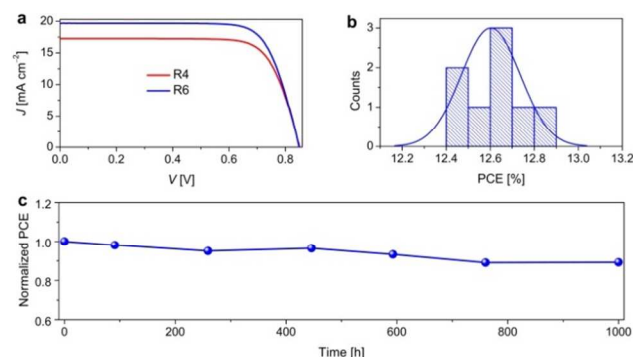 a
20
15
10
5
0
J [mA cm⁻²]
R4
R6
0.0 0.2 0.4 0.6 0.8
V [V]
b
3
2
1
0
Counts
12.2 12.4 12.6 12.8 13.0 13.2
PCE [%]
c
1.2
1.0
0.8
0.6
Normalized PCE
0 200 400 600 800 1000
Time [h]